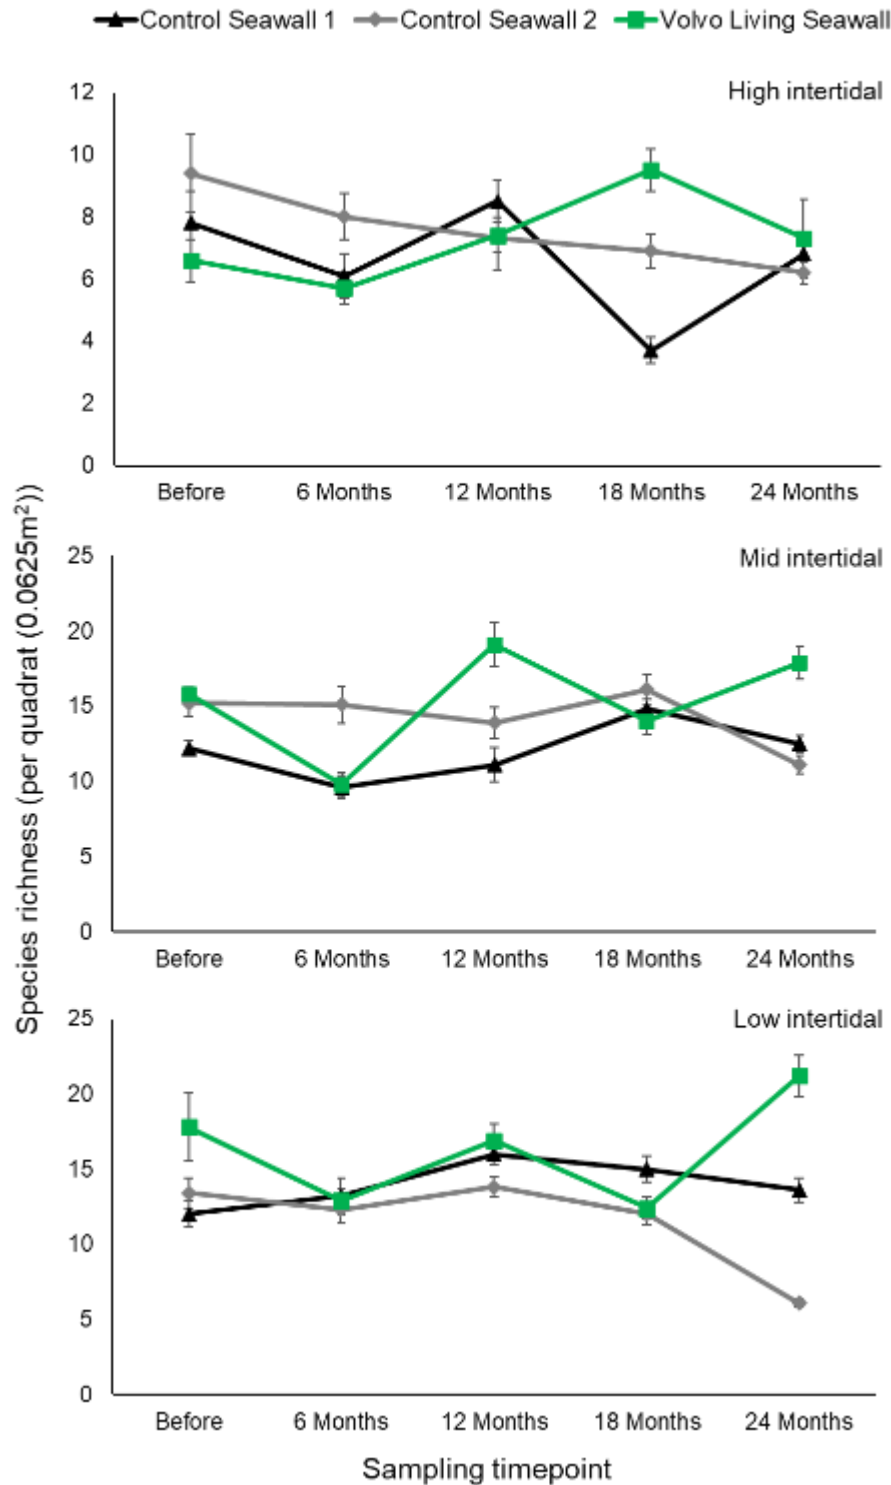 Control Seawall 1 Control Seawall 2 Volvo Living Seawall
High intertidal
12
10
8
6
4
2
0
Before 6 Months 12 Months 18 Months 24 Months
Mid intertidal
25
20
15
10
5
0
Before 6 Months 12 Months 18 Months 24 Months
Low intertidal
25
20
15
10
5
0
Before 6 Months 12 Months 18 Months 24 Months
Species richness (per quadrat (0.0625m²))
Sampling timepoint